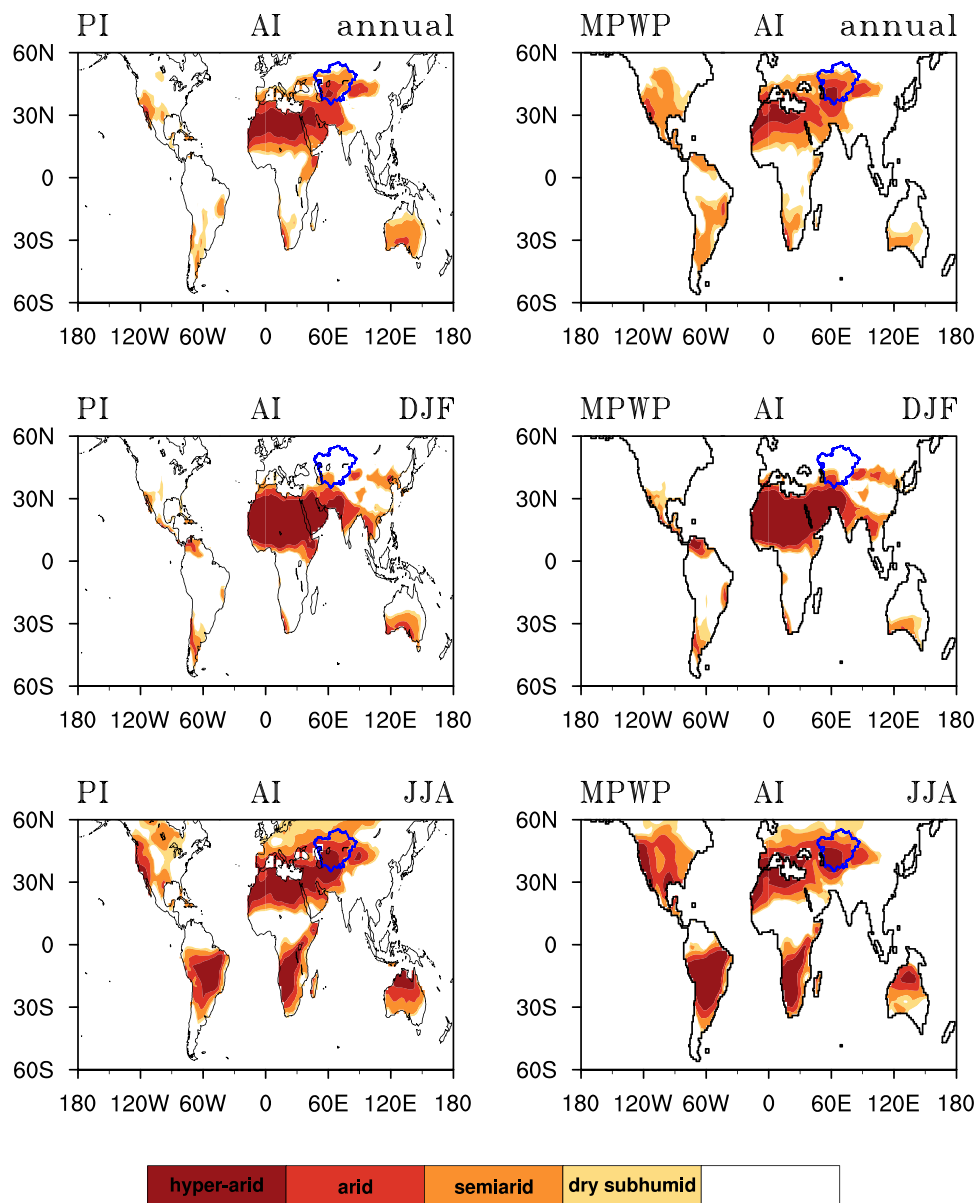 PI AI annual MPWP AI annual
60N 60N
30N 30N
0 0
30S 30S
60S 60S
180 120W 60W 0 60E 120E 180 180 120W 60W 0 60E 120E 180
PI AI DJF MPWP AI DJF
60N 60N
30N 30N
0 0
30S 30S
60S 60S
180 120W 60W 0 60E 120E 180 180 120W 60W 0 60E 120E 180
PI AI JJA MPWP AI JJA
60N 60N
30N 30N
0 0
30S 30S
60S 60S
180 120W 60W 0 60E 120E 180 180 120W 60W 0 60E 120E 180
hyper-arid arid semiarid dry subhumid